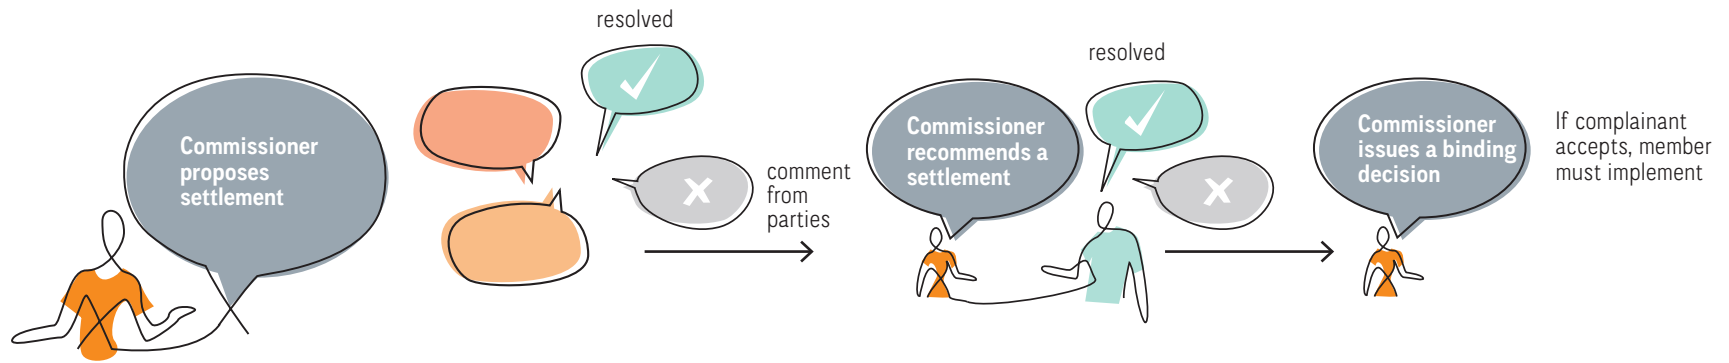 resolved
Commissioner
proposes
settlement
comment
from
parties
resolved
Commissioner
recommends a
settlement
Commissioner
issues a binding
decision
If complainant
accepts, member
must implement